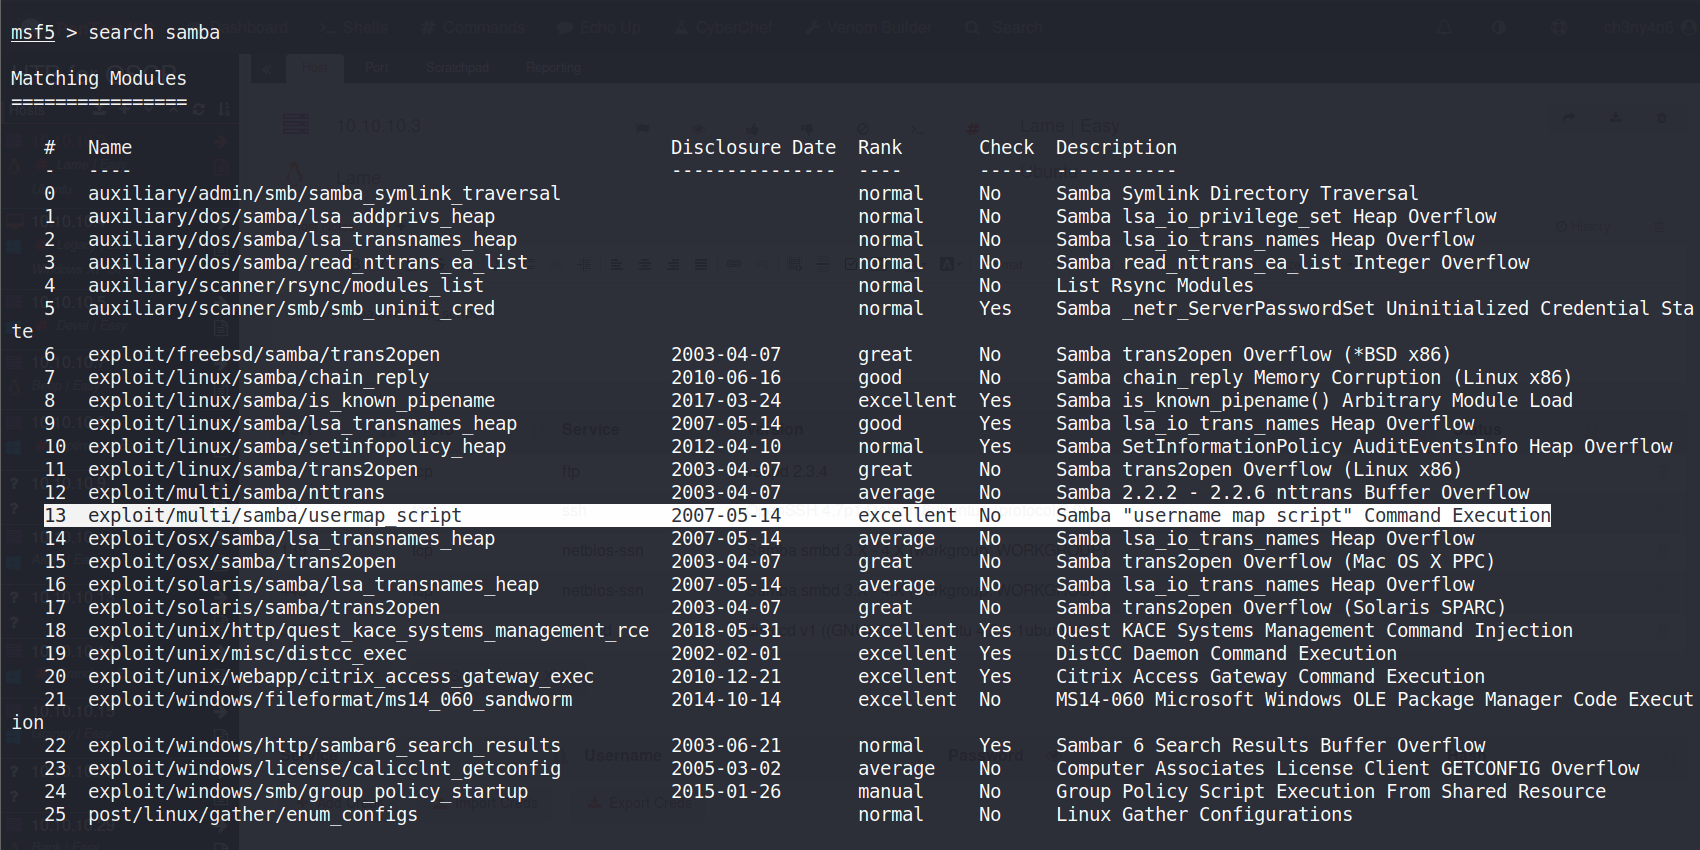 msf5 > search samba
Matching Modules
================
#  Name  Disclosure Date  Rank  Check  Description
-  ----  ---------------  ----  -----  -----------
0  auxiliary/admin/smb/samba_symlink_traversal  normal  No  Samba Symlink Directory Traversal
1  auxiliary/dos/samba/lsa_addprivs_heap  normal  No  Samba lsa_io_privilege_set Heap Overflow
2  auxiliary/dos/samba/lsa_transnames_heap  normal  No  Samba lsa_io_trans_names Heap Overflow
3  auxiliary/dos/samba/read_nttrans_ea_list  normal  No  Samba read_nttrans_ea_list Integer Overflow
4  auxiliary/scanner/rsync/modules_list  normal  No  List Rsync Modules
5  auxiliary/scanner/smb/smb_uninit_cred  normal  Yes  Samba _netr_ServerPasswordSet Uninitialized Credential Sta
te
6  exploit/freebsd/samba/trans2open  2003-04-07  great  No  Samba trans2open Overflow (*BSD x86)
7  exploit/linux/samba/chain_reply  2010-06-16  good  No  Samba chain_reply Memory Corruption (Linux x86)
8  exploit/linux/samba/is_known_pipename  2017-03-24  excellent  Yes  Samba is_known_pipename() Arbitrary Module Load
9  exploit/linux/samba/lsa_transnames_heap  2007-05-14  good  Yes  Samba lsa_io_trans_names Heap Overflow
10  exploit/linux/samba/setinfopolicy_heap  2012-04-10  normal  Yes  Samba SetInformationPolicy AuditEventsInfo Heap Overflow
11  exploit/linux/samba/trans2open  2003-04-07  great  No  Samba trans2open Overflow (Linux x86)
12  exploit/multi/samba/nttrans  2003-04-07  average  No  Samba 2.2.2 - 2.2.6 nttrans Buffer Overflow
13  exploit/multi/samba/usermap_script  2007-05-14  excellent  No  Samba "username map script" Command Execution
14  exploit/osx/samba/lsa_transnames_heap  2007-05-14  average  No  Samba lsa_io_trans_names Heap Overflow
15  exploit/osx/samba/trans2open  2003-04-07  great  No  Samba trans2open Overflow (Mac OS X PPC)
16  exploit/solaris/samba/lsa_transnames_heap  2007-05-14  average  No  Samba lsa_io_trans_names Heap Overflow
17  exploit/solaris/samba/trans2open  2003-04-07  great  No  Samba trans2open Overflow (Solaris SPARC)
18  exploit/unix/http/quest_kace_systems_management_rce  2018-05-31  excellent  Yes  Quest KACE Systems Management Command Injection
19  exploit/unix/misc/distcc_exec  2002-02-01  excellent  Yes  DistCC Daemon Command Execution
20  exploit/unix/webapp/citrix_access_gateway_exec  2010-12-21  excellent  Yes  Citrix Access Gateway Command Execution
21  exploit/windows/fileformat/ms14_060_sandworm  2014-10-14  excellent  No  MS14-060 Microsoft Windows OLE Package Manager Code Execut
ion
22  exploit/windows/http/sambar6_search_results  2003-06-21  normal  Yes  Sambar 6 Search Results Buffer Overflow
23  exploit/windows/license/calicclnt_getconfig  2005-03-02  average  No  Computer Associates License Client GETCONFIG Overflow
24  exploit/windows/smb/group_policy_startup  2015-01-26  manual  No  Group Policy Script Execution From Shared Resource
25  post/linux/gather/enum_configs  normal  No  Linux Gather Configurations